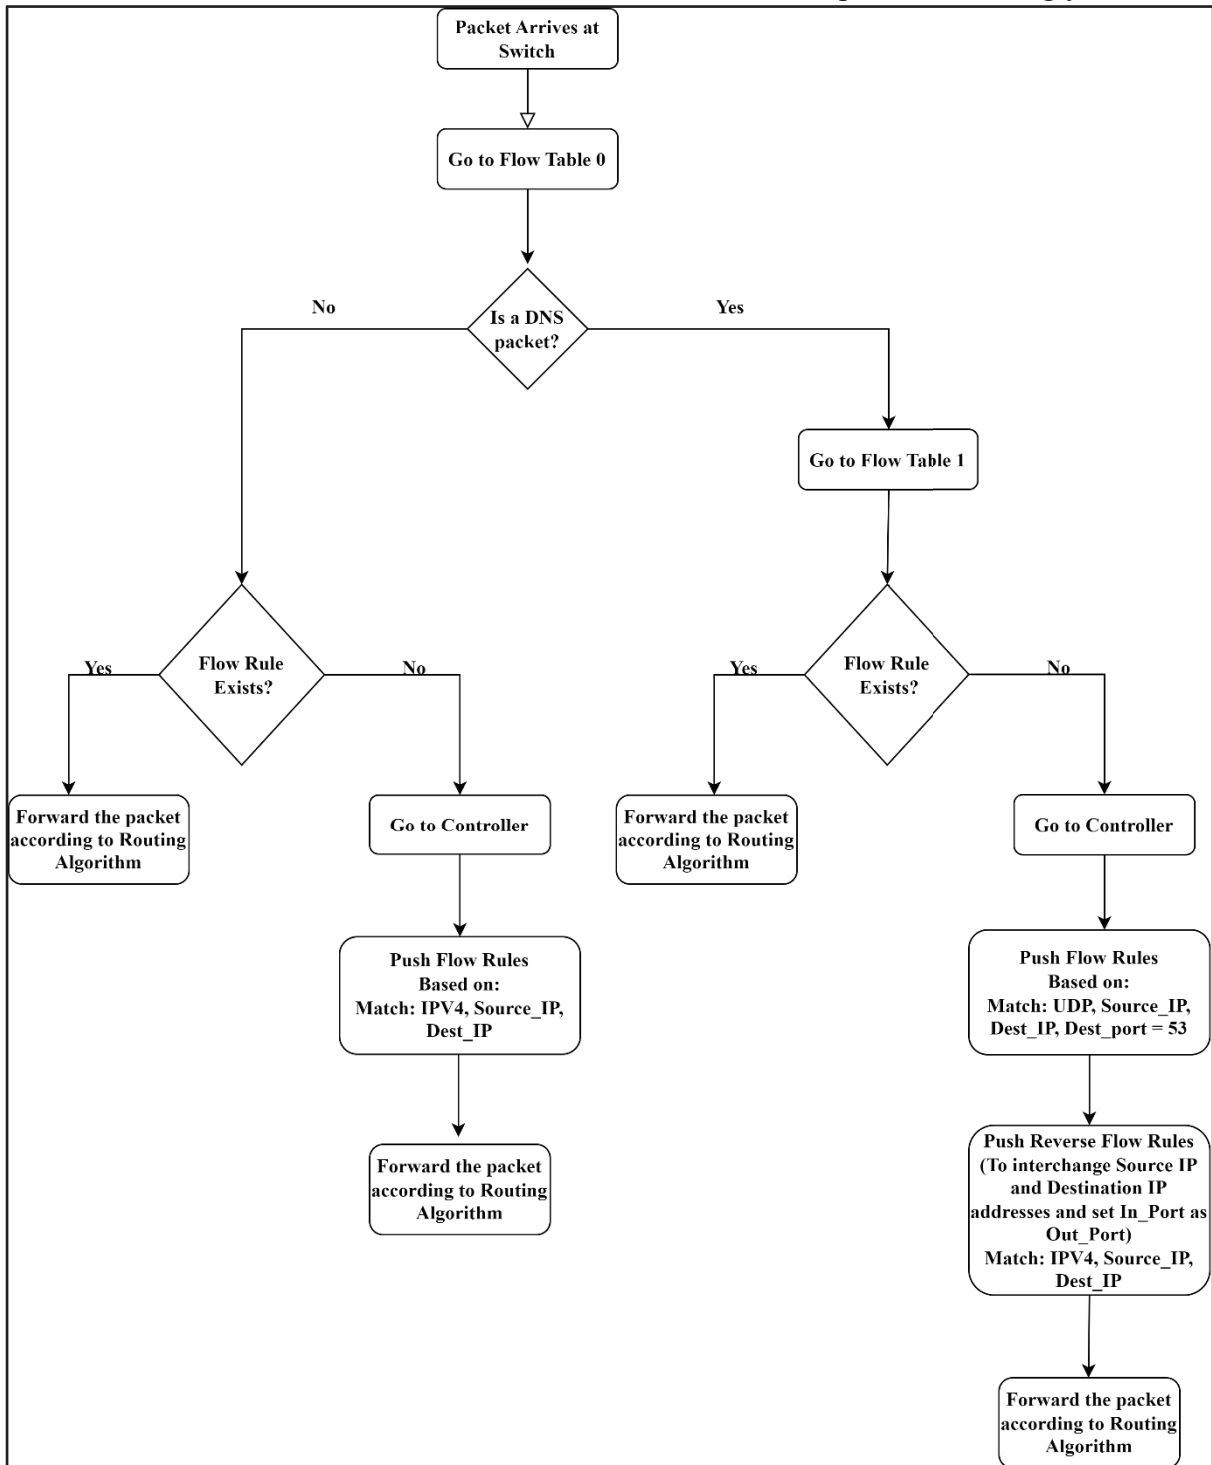 Packet Arrives at
Switch
Go to Flow Table 0
Is a DNS
packet?
No
Yes
Go to Flow Table 1
Flow Rule
Exists?
Yes
No
Flow Rule
Exists?
Yes
No
Forward the packet
according to Routing
Algorithm
Go to Controller
Forward the packet
according to Routing
Algorithm
Go to Controller
Push Flow Rules
Based on:
Match: IPV4, Source_IP,
Dest_IP
Push Flow Rules
Based on:
Match: UDP, Source_IP,
Dest_IP, Dest_port = 53
Forward the packet
according to Routing
Algorithm
Push Reverse Flow Rules
(To interchange Source IP
and Destination IP
addresses and set In_Port as
Out_Port)
Match: IPV4, Source_IP,
Dest_IP
Forward the packet
according to Routing
Algorithm